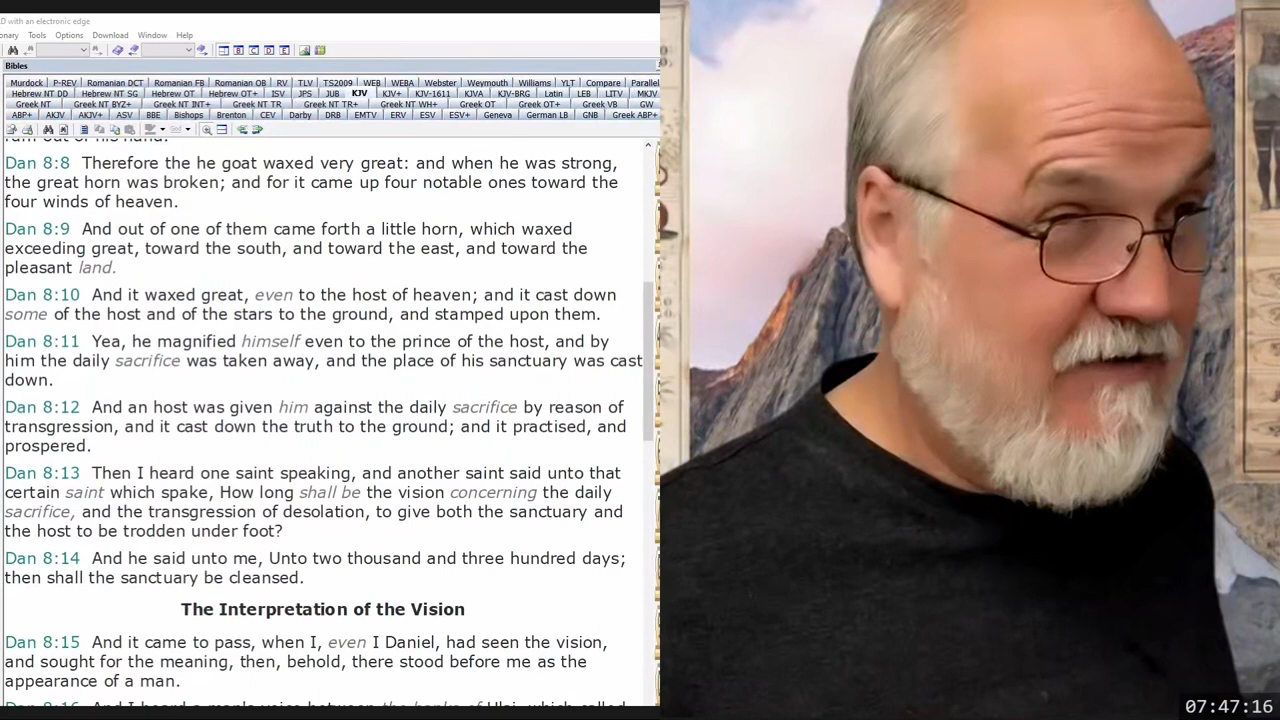 D with an electronic edge
onary Tools Options Download Window Help
Bibles
Murdock P-REV Romanian DCT Romanian FB Romanian OB RV TLV TS2009 WEB WEBA Webster Weymouth Williams YLT Compare Parallel
Hebrew NT DD Hebrew NT SG Hebrew OT Hebrew OT+ ISV JPS JUB KJV KJV+ KJV-1611 KJVA KJV-BRG Latin LEB LITV MKJV
Greek NT Greek NT BYZ+ Greek NT INT+ Greek NT TR Greek NT TR+ Greek NT WH+ Greek OT Greek OT+ Greek VB GW
ABP+ AKJV AKJV+ ASV BBE Bishops Brenton CEV Darby DRB EMTV ERV ESV ESV+ Geneva German LB GNB Greek ABP+
Dan 8:8 Therefore the he goat waxed very great: and when he was strong,
the great horn was broken; and for it came up four notable ones toward the
four winds of heaven.
Dan 8:9 And out of one of them came forth a little horn, which waxed
exceeding great, toward the south, and toward the east, and toward the
pleasant land.
Dan 8:10 And it waxed great, even to the host of heaven; and it cast down
some of the host and of the stars to the ground, and stamped upon them.
Dan 8:11 Yea, he magnified himself even to the prince of the host, and by
him the daily sacrifice was taken away, and the place of his sanctuary was cast
down.
Dan 8:12 And an host was given him against the daily sacrifice by reason of
transgression, and it cast down the truth to the ground; and it practised, and
prospered.
Dan 8:13 Then I heard one saint speaking, and another saint said unto that
certain saint which spake, How long shall be the vision concerning the daily
sacrifice, and the transgression of desolation, to give both the sanctuary and
the host to be trodden under foot?
Dan 8:14 And he said unto me, Unto two thousand and three hundred days;
then shall the sanctuary be cleansed.
The Interpretation of the Vision
Dan 8:15 And it came to pass, when I, even I Daniel, had seen the vision,
and sought for the meaning, then, behold, there stood before me as the
appearance of a man.
07:47:16